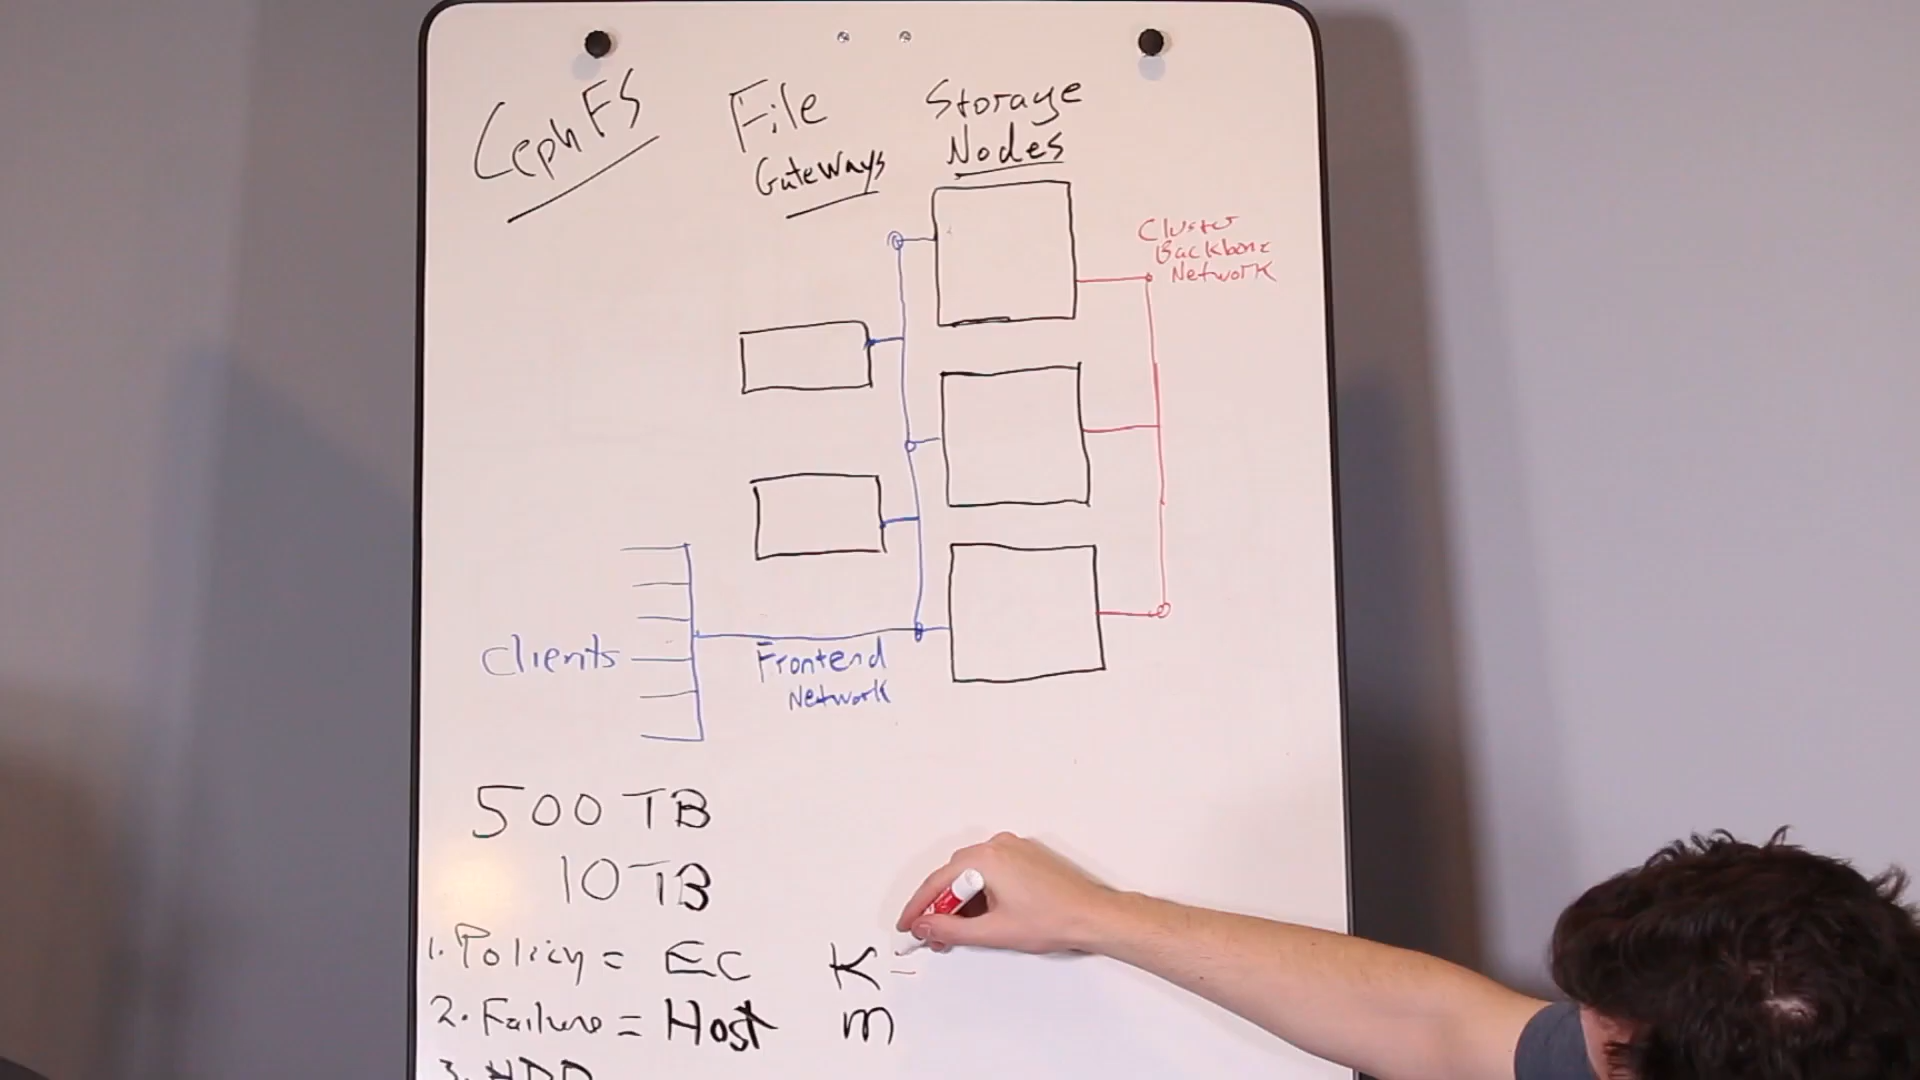 CephFS
File
Gateways
Storage
Nodes
Cluster
Backbone
Network
Clients
Frontend
Network
500 TB
10 TB
1. Policy = EC K =
2. Failure = Host m
3. HDD